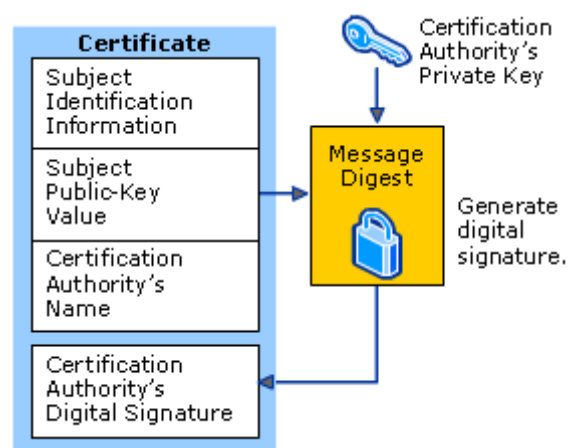 Certificate
Subject
Identification
Information
Subject
Public-Key
Value
Certification
Authority's
Name
Certification
Authority's
Digital Signature
Certification
Authority's
Private Key
Message
Digest
Generate
digital
signature.